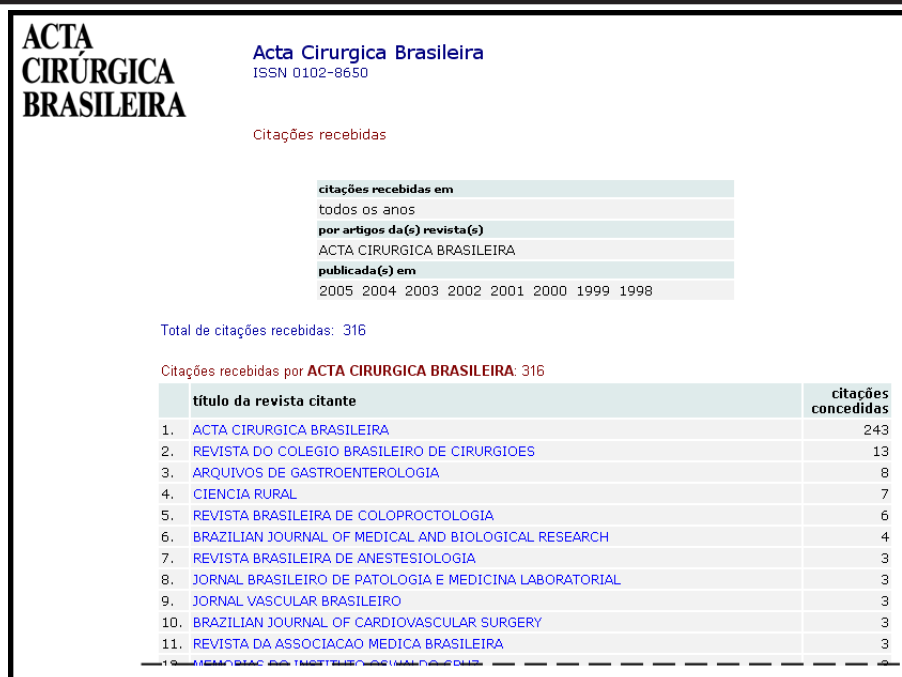 ACTA
CIRÚRGICA
BRASILEIRA
Acta Cirurgica Brasileira
ISSN 0102-8650
Citações recebidas
citações recebidas em
todos os anos
por artigos da(s) revista(s)
ACTA CIRURGICA BRASILEIRA
publicada(s) em
2005 2004 2003 2002 2001 2000 1999 1998
Total de citações recebidas: 316
Citações recebidas por ACTA CIRURGICA BRASILEIRA: 316
título da revista citante citações concedidas
1. ACTA CIRURGICA BRASILEIRA 243
2. REVISTA DO COLEGIO BRASILEIRO DE CIRURGIOES 13
3. ARQUIVOS DE GASTROENTEROLOGIA 8
4. CIENCIA RURAL 7
5. REVISTA BRASILEIRA DE COLOPROCTOLOGIA 6
6. BRAZILIAN JOURNAL OF MEDICAL AND BIOLOGICAL RESEARCH 4
7. REVISTA BRASILEIRA DE ANESTESIOLOGIA 3
8. JORNAL BRASILEIRO DE PATOLOGIA E MEDICINA LABORATORIAL 3
9. JORNAL VASCULAR BRASILEIRO 3
10. BRAZILIAN JOURNAL OF CARDIOVASCULAR SURGERY 3
11. REVISTA DA ASSOCIACAO MEDICA BRASILEIRA 3
12. MEMORIAS DO INSTITUTO OSWALDO CRUZ